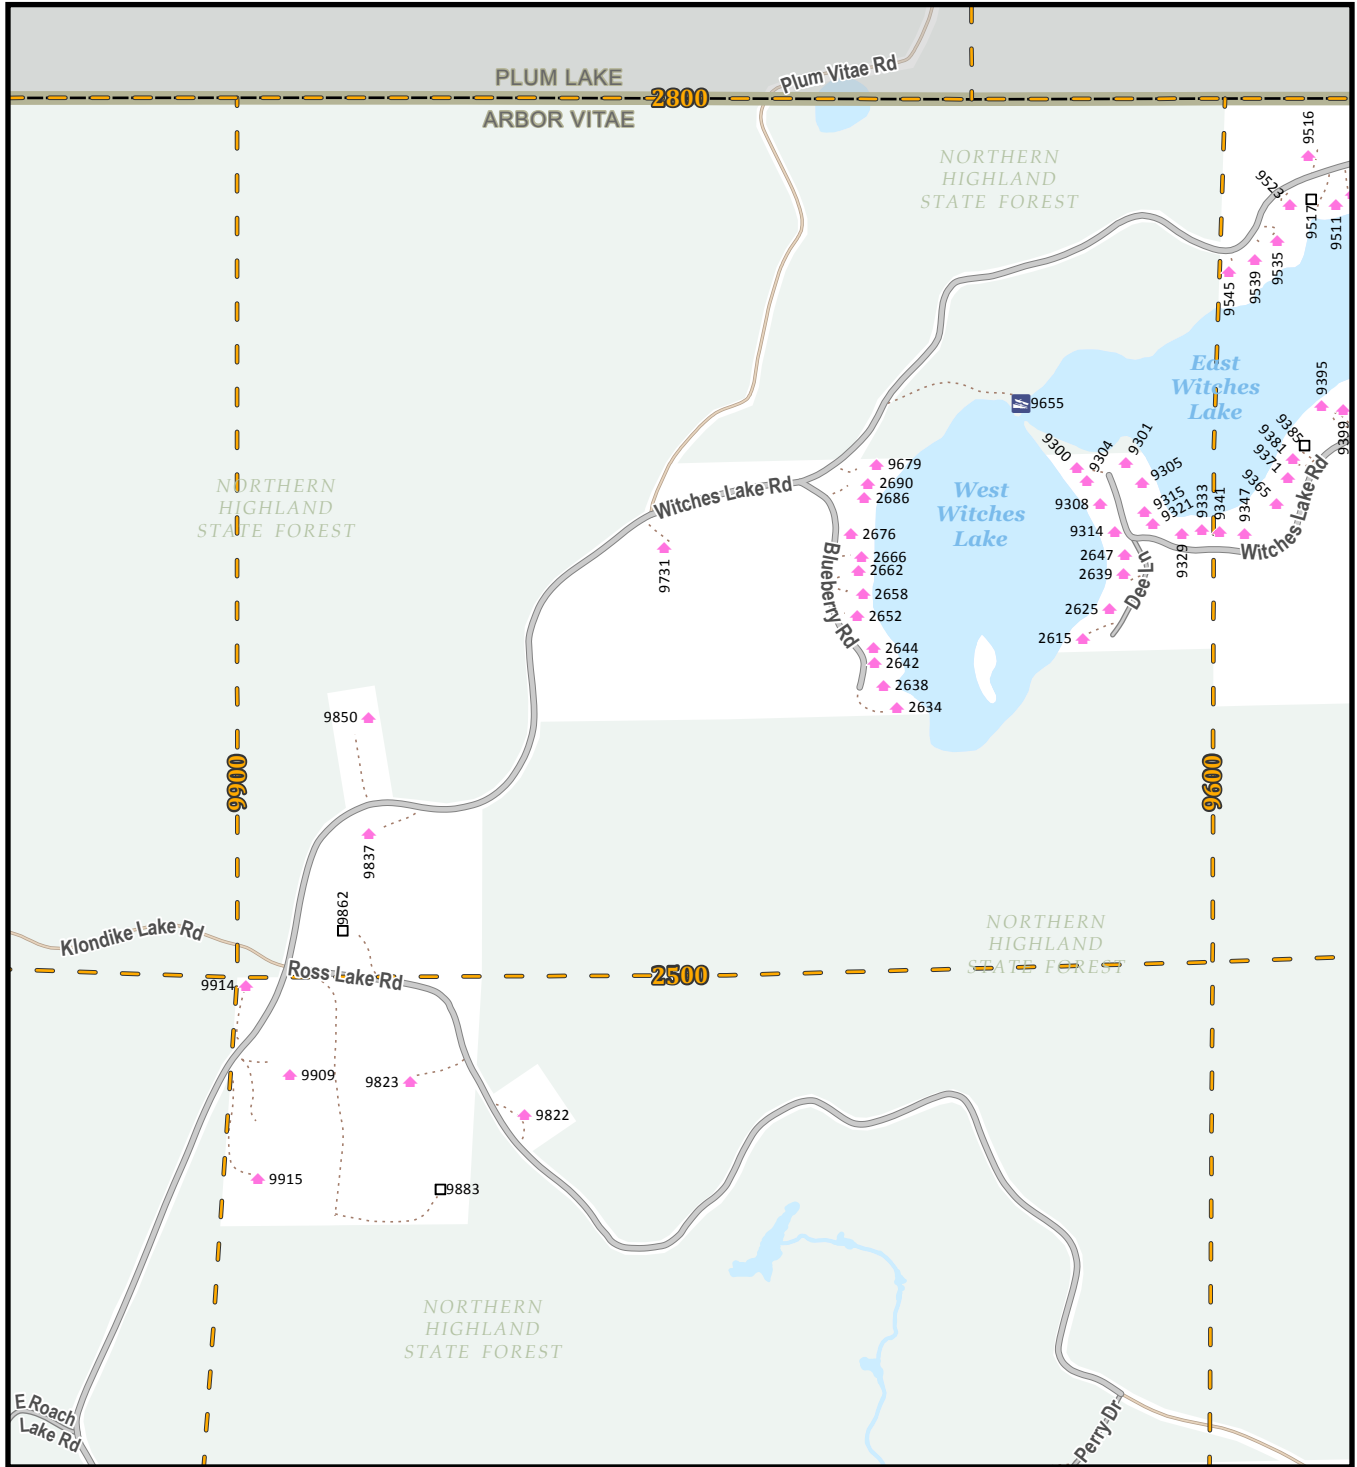 PLUM LAKE
2800
ARBOR VITAE
Plum Vitae Rd
NORTHERN
HIGHLAND
STATE FOREST
9516
9523
9517
9511
9535
9539
9545
East
Witches
Lake
9395
9399
9385
9381
9371
9365
9655
9300
9304
9301
9305
9308
9315
9321
9314
9333
9341
9347
9329
Witches Lake Rd
2647
2639
Dee Ln
2625
2615
West
Witches
Lake
Witches Lake Rd
9679
2690
2686
2676
2666
2662
2658
2652
2644
2642
2638
2634
Blueberry Rd
9731
NORTHERN
HIGHLAND
STATE FOREST
9850
9900
9600
9837
9862
Klondike Lake Rd
Ross Lake Rd
2500
NORTHERN
HIGHLAND
STATE FOREST
9914
9909
9823
9822
9915
9883
NORTHERN
HIGHLAND
STATE FOREST
E Roach
Lake Rd
Perry Dr